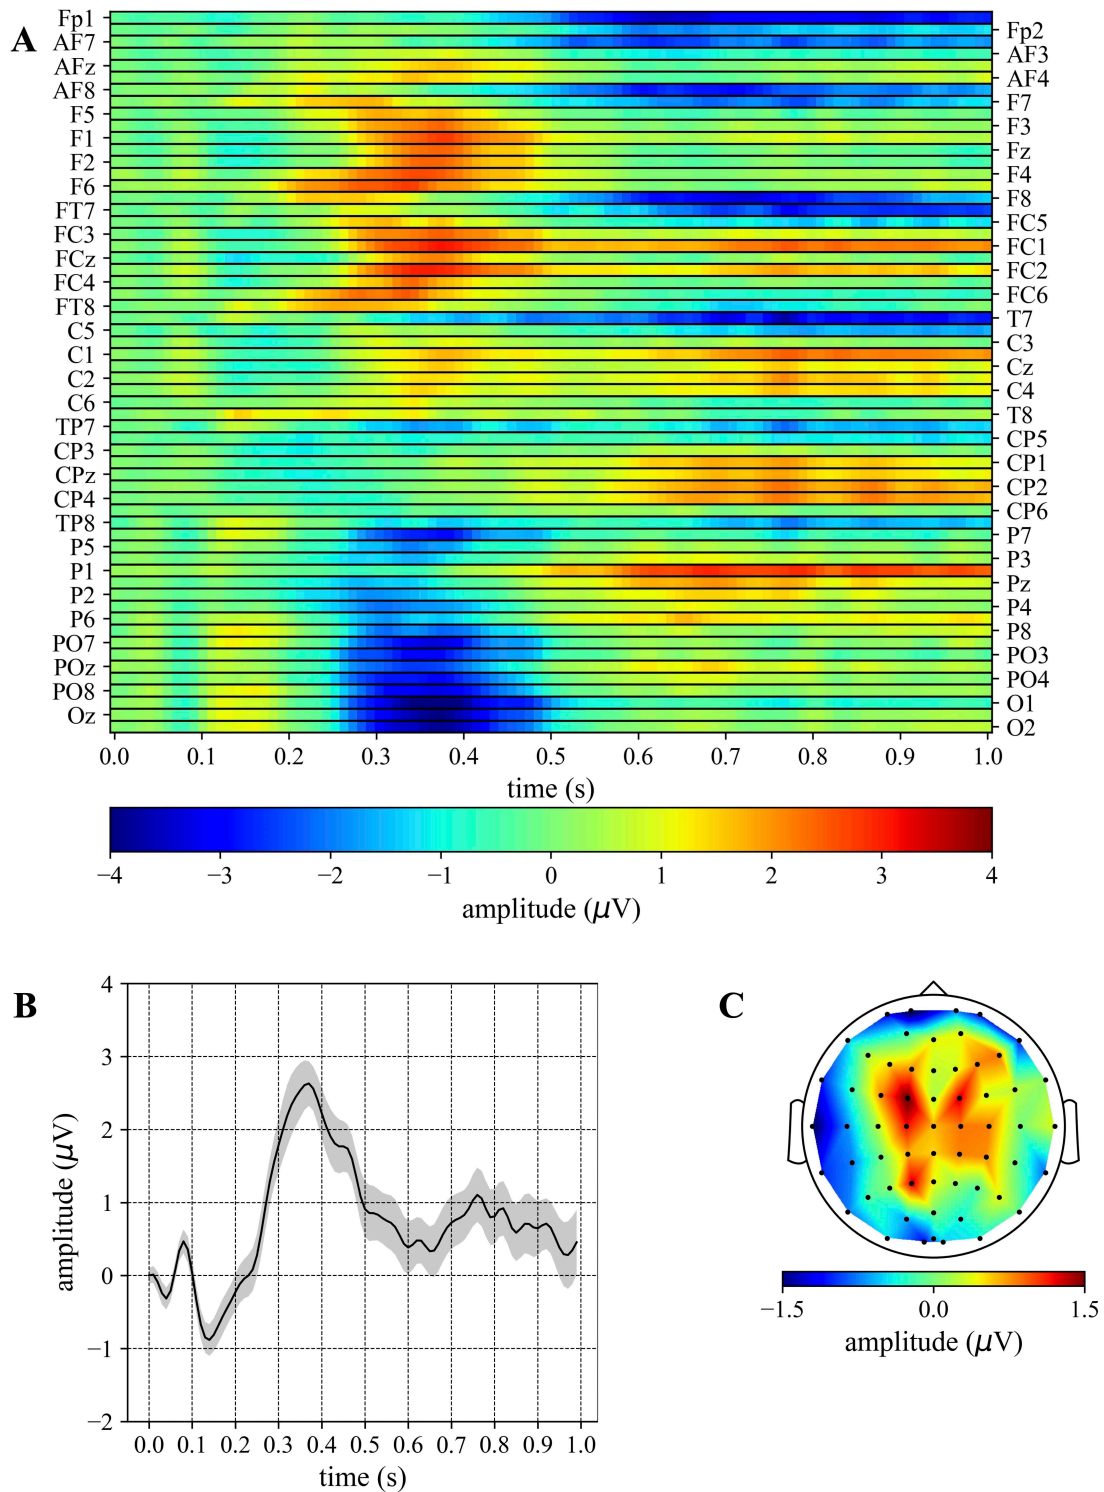 A
Fp1
Fp2
AF7
AF3
AFz
AF4
AF8
F7
F5
F3
F1
Fz
F2
F4
F6
F8
FT7
FC5
FC3
FC1
FCz
FC2
FC4
FC6
FT8
T7
C5
C3
C1
Cz
C2
C4
C6
T8
TP7
CP5
CP3
CP1
CPz
CP2
CP4
CP6
TP8
P7
P5
P3
P1
Pz
P2
P4
P6
P8
PO7
PO3
POz
PO4
PO8
O1
Oz
O2
0.0 0.1 0.2 0.3 0.4 0.5 0.6 0.7 0.8 0.9 1.0
time (s)
−4 −3 −2 −1 0 1 2 3 4
amplitude (μV)
B
4
3
2
1
0
−1
−2
amplitude (μV)
0.0 0.1 0.2 0.3 0.4 0.5 0.6 0.7 0.8 0.9 1.0
time (s)
C
−1.5 0.0 1.5
amplitude (μV)